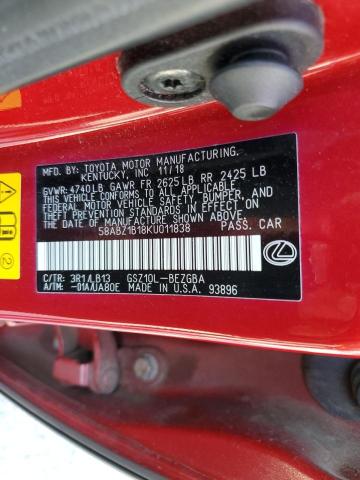 MFD. BY: TOYOTA MOTOR MANUFACTURING,
KENTUCKY, INC 11/18
GVWR: 4740LB GAWR FR 2625 LB RR 2425 LB
THIS VEHICLE CONFORMS TO ALL APPLICABLE
FEDERAL MOTOR VEHICLE SAFETY, BUMPER, AND
THEFT PREVENTION STANDARDS IN EFFECT ON
THE DATE OF MANUFACTURE SHOWN ABOVE.
58ABZ1B18KU011838 PASS. CAR
C/TR: 3R1/LB13 GSZ10L-BEZGBA
A/TM: -01A/UA80E MADE IN U.S.A. 93896
2